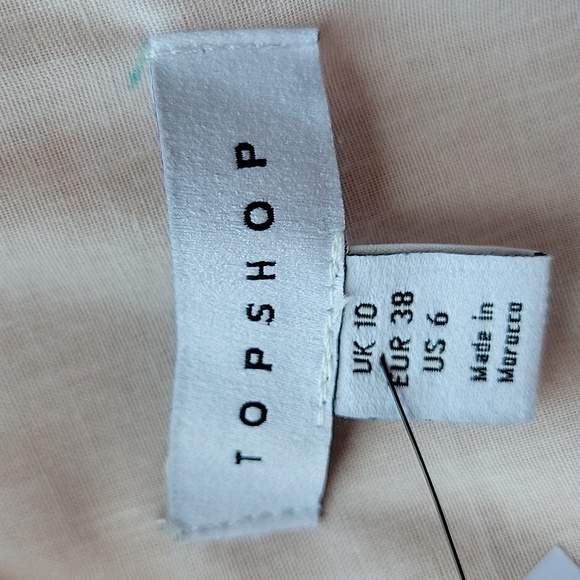 TOPSHOP
UK 10
EUR 38
US 6
Made in
Morocco